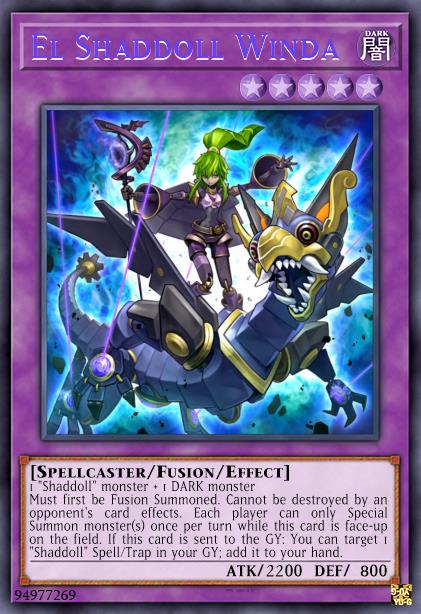 El Shaddoll Winda
DARK
闇
[Spellcaster/Fusion/Effect]
1 "Shaddoll" monster + 1 DARK monster
Must first be Fusion Summoned. Cannot be destroyed by an
opponent's card effects. Each player can only Special
Summon monster(s) once per turn while this card is face-up
on the field. If this card is sent to the GY: You can target 1
"Shaddoll" Spell/Trap in your GY; add it to your hand.
ATK/2200 DEF/ 800
94977269